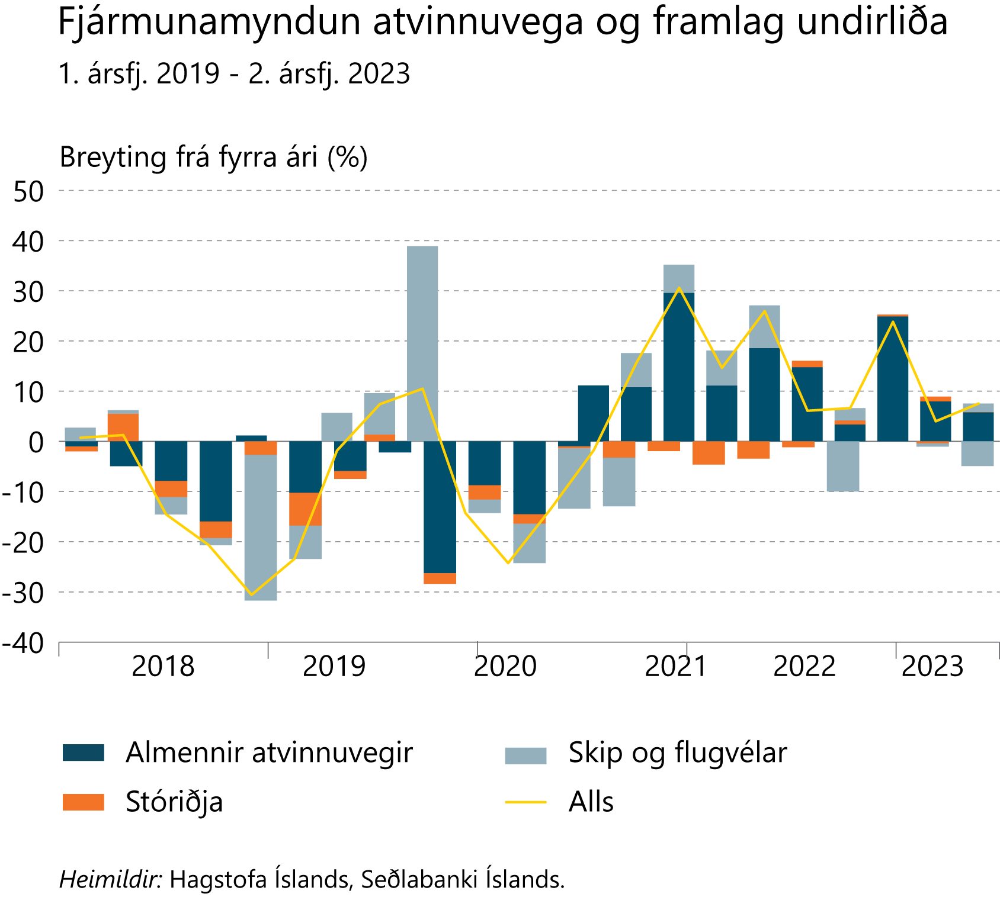 Fjármunamyndun atvinnuvega og framlag undirliða
1. ársfj. 2019 - 2. ársfj. 2023
Breyting frá fyrra ári (%)
50
40
30
20
10
0
-10
-20
-30
-40
2018 2019 2020 2021 2022 2023
Almennir atvinnuvegir
Skip og flugvélar
Stóriðja
Alls
Heimildir: Hagstofa Íslands, Seðlabanki Íslands.